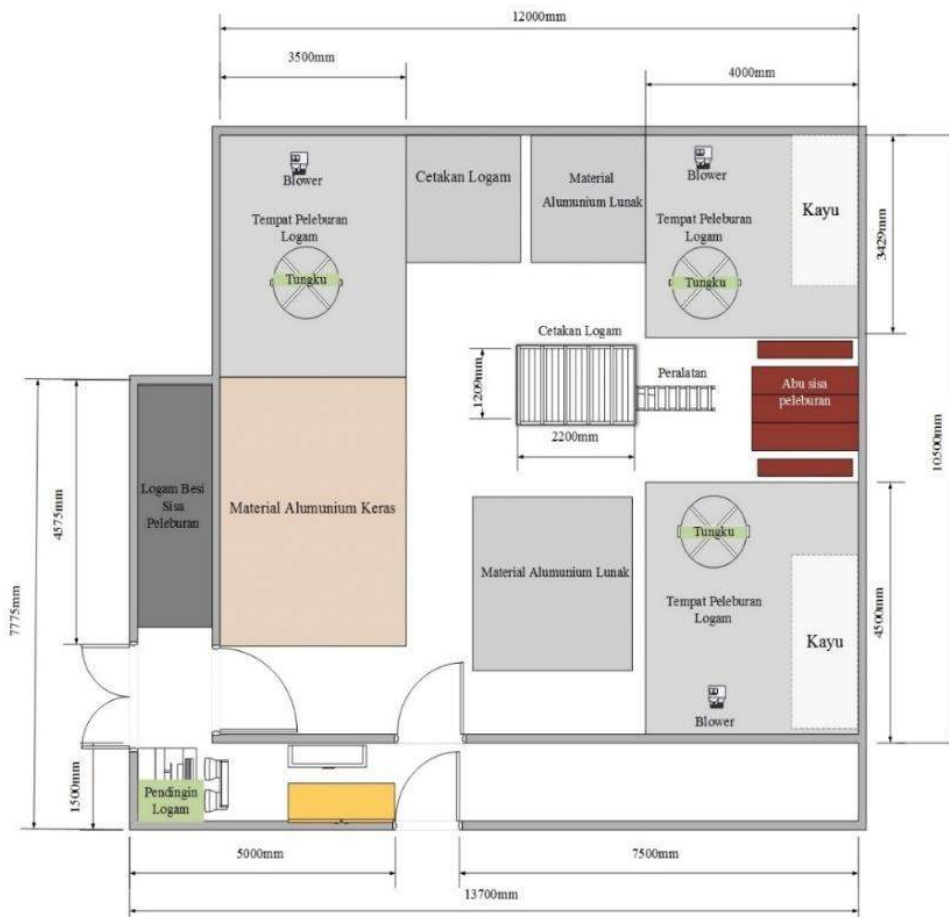 12000mm
3500mm
4000mm
Blower
Tempat Peleburan
Logam
Tungku
Cetakan Logam
Material
Alumunium Lunak
Blower
Tempat Peleburan
Logam
Tungku
Kayu
3429mm
Cetakan Logam
1209mm
2200mm
Peralatan
Abu sisa
peleburan
10500mm
Logam Besi
Sisa
Peleburan
Material Alumunium Keras
4575mm
7775mm
Material Alumunium Lunak
Tungku
Tempat Peleburan
Logam
Kayu
Blower
4500mm
1500mm
Pendingin
Logam
5000mm
7500mm
13700mm